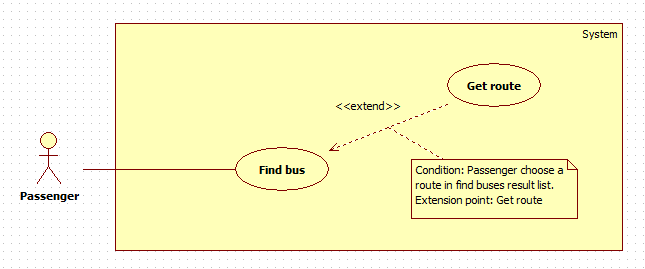 System
Get route
<<extend>>
Find bus
Passenger
Condition: Passenger choose a
route in find buses result list.
Extension point: Get route